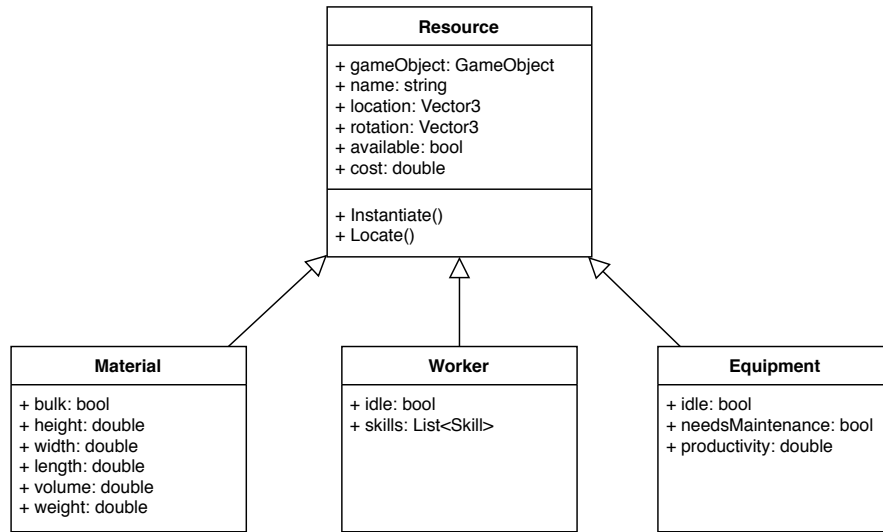 Resource
+ gameObject: GameObject
+ name: string
+ location: Vector3
+ rotation: Vector3
+ available: bool
+ cost: double
+ Instantiate()
+ Locate()
Material
+ bulk: bool
+ height: double
+ width: double
+ length: double
+ volume: double
+ weight: double
Worker
+ idle: bool
+ skills: List<Skill>
Equipment
+ idle: bool
+ needsMaintenance: bool
+ productivity: double